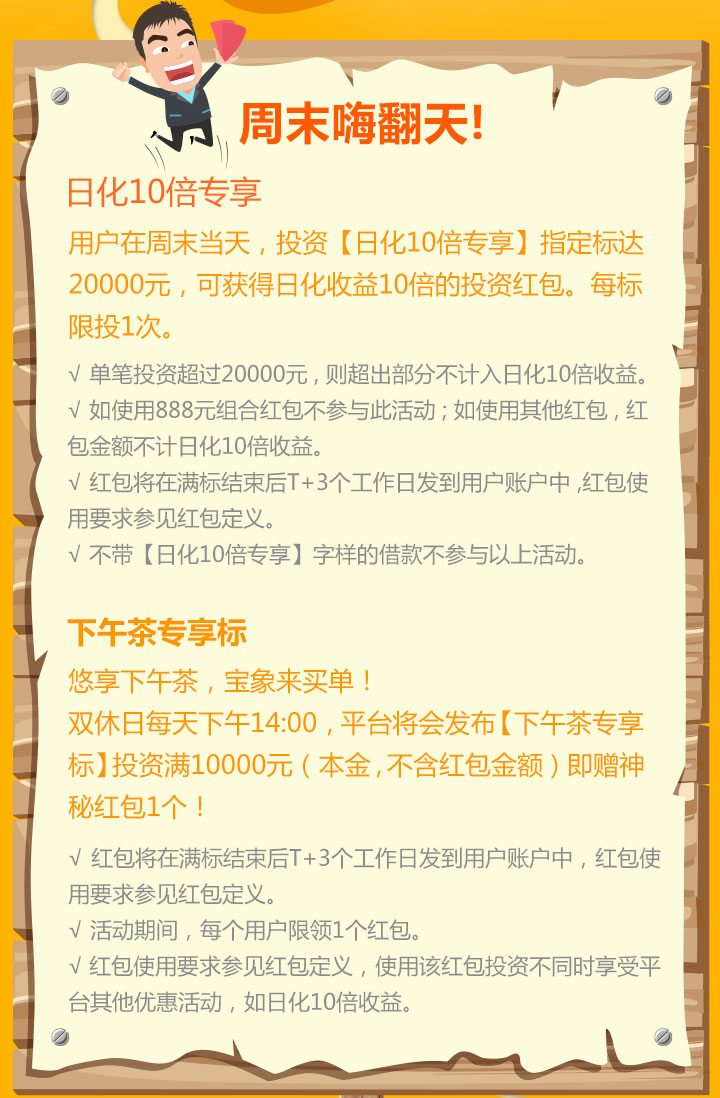 周末嗨翻天!
日化10倍专享
用户在周末当天，投资【日化10倍专享】指定标达
20000元，可获得日化收益10倍的投资红包。每标
限投1次。
√ 单笔投资超过20000元，则超出部分不计入日化10倍收益。
√ 如使用888元组合红包不参与此活动；如使用其他红包，红
包金额不计日化10倍收益。
√ 红包将在满标结束后T+3个工作日发到用户账户中,红包使
用要求参见红包定义。
√ 不带【日化10倍专享】字样的借款不参与以上活动。
下午茶专享标
悠享下午茶，宝象来买单！
双休日每天下午14:00，平台将会发布【下午茶专享
标】投资满10000元（本金,不含红包金额）即赠神
秘红包1个！
√ 红包将在满标结束后T+3个工作日发到用户账户中，红包使
用要求参见红包定义。
√ 活动期间，每个用户限领1个红包。
√ 红包使用要求参见红包定义，使用该红包投资不同时享受平
台其他优惠活动，如日化10倍收益。